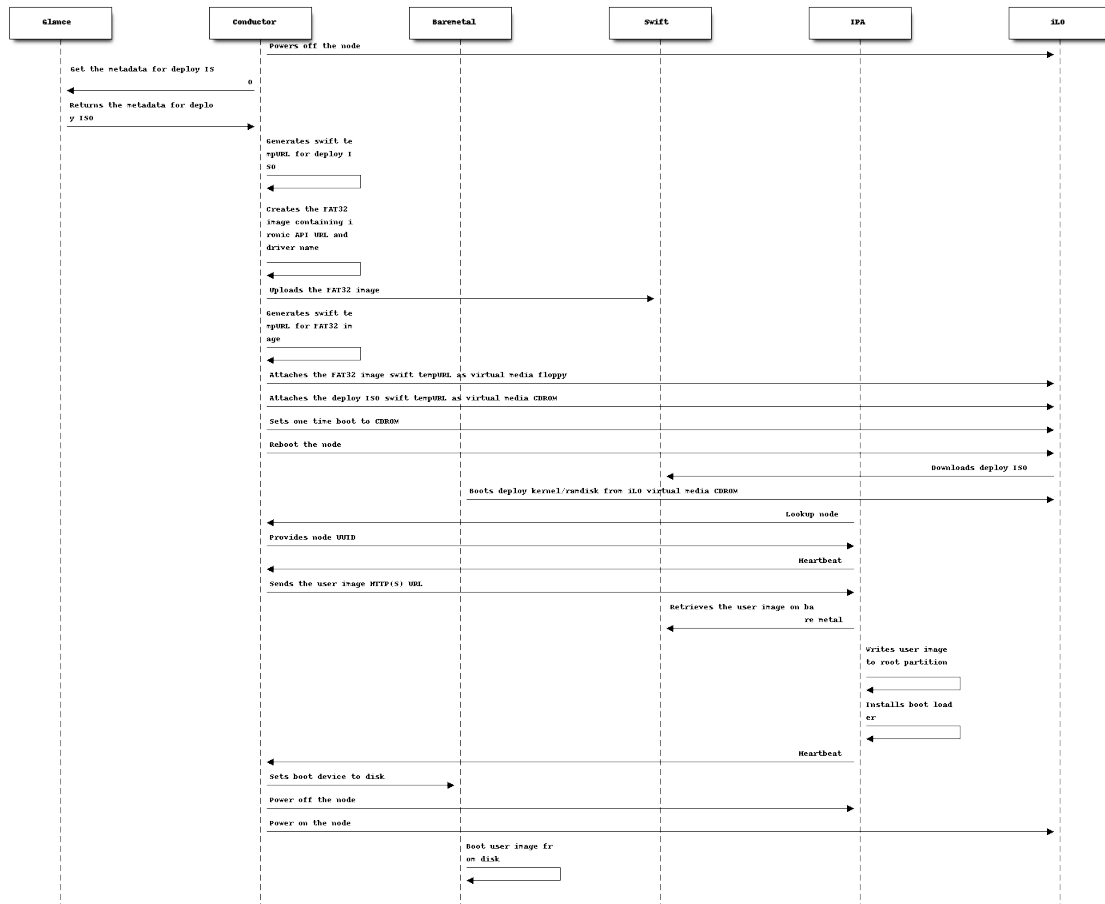 Glance
Conductor
Baremetal
Swift
IPA
iLO
Powers off the node
Get the metadata for deploy IS
O
Returns the metadata for deplo
y ISO
Generates swift te
mpURL for deploy I
SO
Creates the FAT32
image containing i
ronic API URL and
driver name
Uploads the FAT32 image
Generates swift te
mpURL for FAT32 im
age
Attaches the FAT32 image swift tempURL as virtual media floppy
Attaches the deploy ISO swift tempURL as virtual media CDROM
Sets one time boot to CDROM
Reboot the node
Downloads deploy ISO
Boots deploy kernel/ramdisk from iLO virtual media CDROM
Lookup node
Provides node UUID
Heartbeat
Sends the user image HTTP(S) URL
Retrieves the user image on ba
re metal
Writes user image
to root partition
Installs boot load
er
Heartbeat
Sets boot device to disk
Power off the node
Power on the node
Boot user image fr
om disk